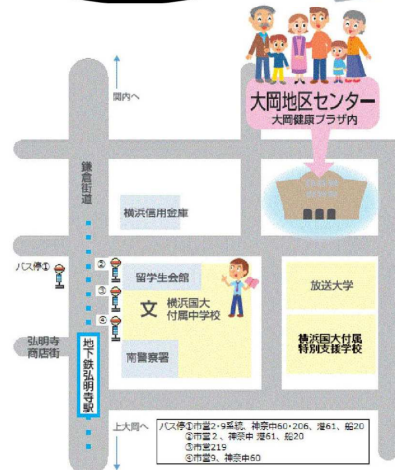 大岡地区センター
大岡健康プラザ内
関内へ
鎌倉街道
横浜信用金庫
バス停①
②
③
④
留学生会館
文 横浜国大
付属中学校
南警察署
放送大学
横浜国大付属
特別支援学校
弘明寺
商店街
地下鉄弘明寺駅
上大岡へ
バス停①市営2・9系統、神奈中60・206、港61、船20
②市営2、神奈中 港61、船20
③市営219
④市営9、神奈中60